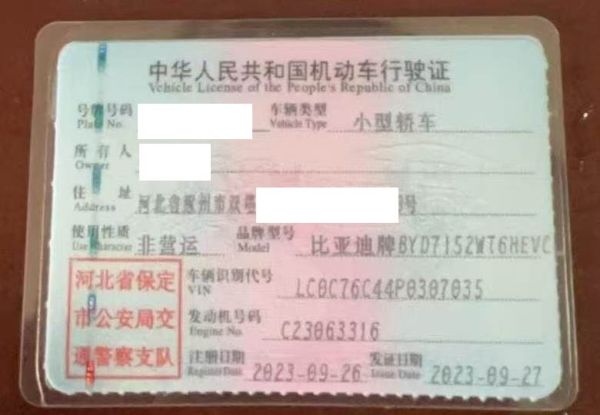 中华人民共和国机动车行驶证
Vehicle License of the People's Republic of China
号牌号码 车辆类型 小型轿车
Plate No. Vehicle Type
所有人
Owner
住址 河北省涿州市双塔 号
Address
使用性质 非营运 品牌型号 比亚迪牌BYD7152WT6HEVC
Use Character Model
河北省保定 车辆识别代号 LC0C76C44P0307035
VIN
市公安局交 发动机号码 C23063316
Engine No.
通警察支队 注册日期 2023-09-26 发证日期 2023-09-27
Register Date Issue Date